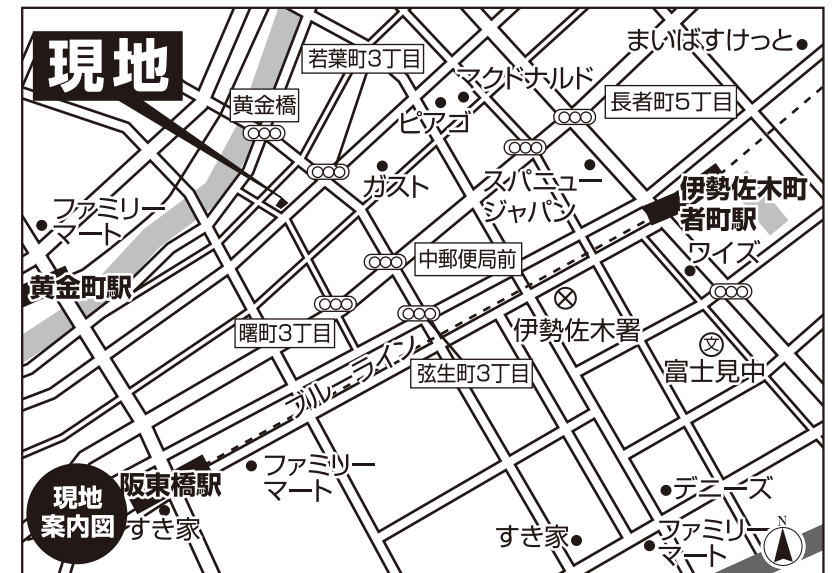 現地
若葉町3丁目
まいばすけっと
マクドナルド
黄金橋
長者町5丁目
ピアゴ
ガスト
スパニュー
ジャパン
伊勢佐木町
者町駅
ファミリー
マート
ワイズ
中郵便局前
黄金町駅
曙町3丁目
伊勢佐木署
文
富士見中
ブルーライン
弦生町3丁目
ファミリー
マート
阪東橋駅
現地
案内図
すき家
デニーズ
すき家
ファミリー
マート
N